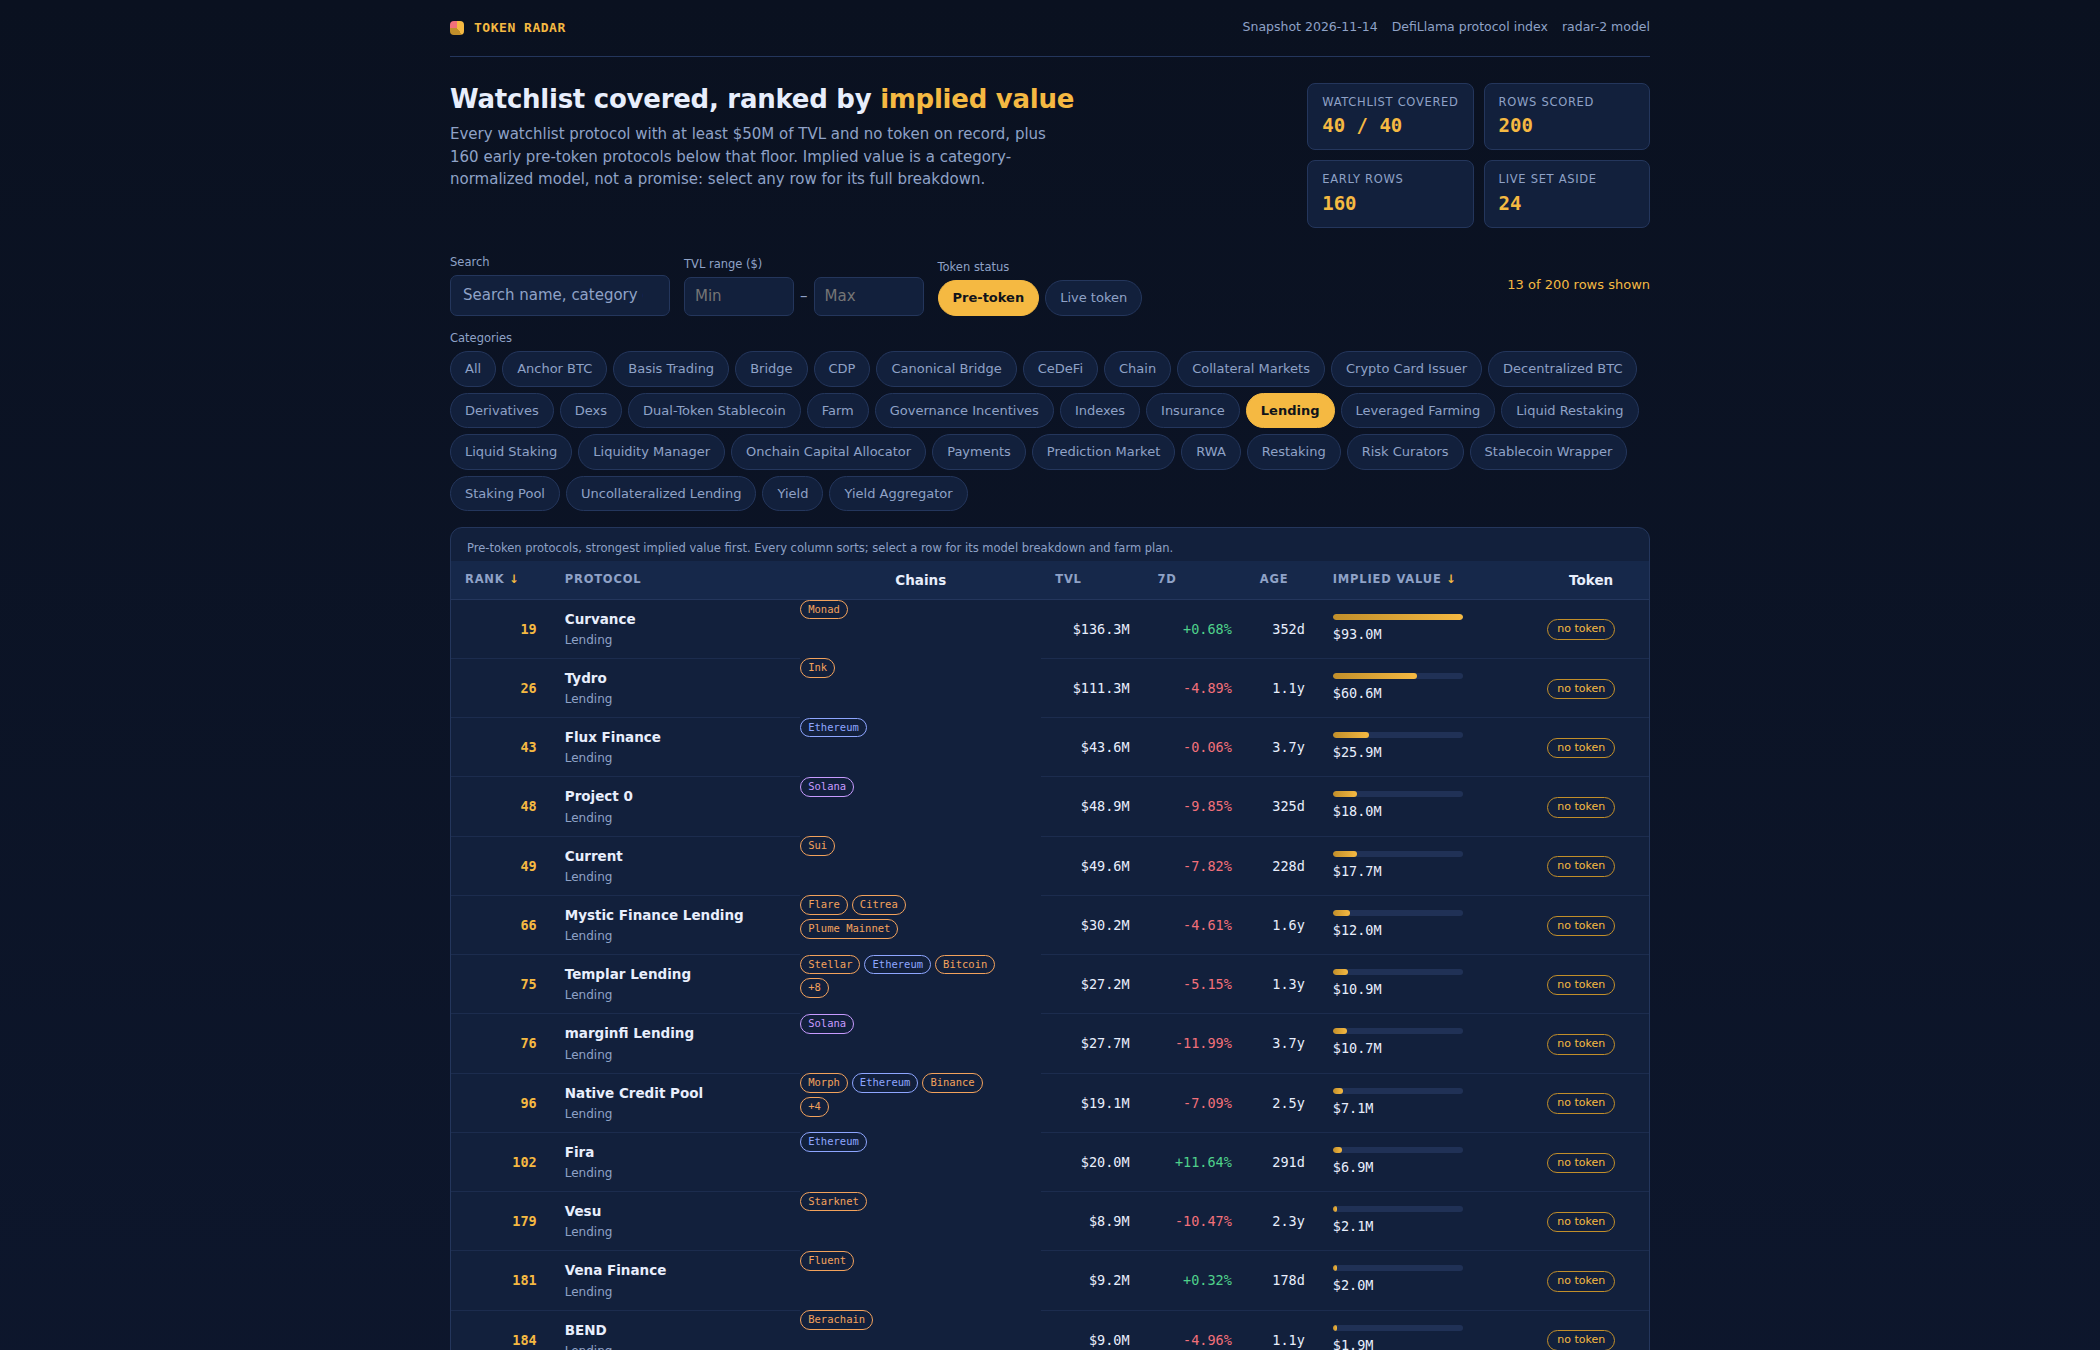 TOKEN RADAR
Snapshot 2026-11-14 DefiLlama protocol index radar-2 model
Watchlist covered, ranked by implied value
Every watchlist protocol with at least $50M of TVL and no token on record, plus
160 early pre-token protocols below that floor. Implied value is a category-
normalized model, not a promise: select any row for its full breakdown.
WATCHLIST COVERED
40 / 40
ROWS SCORED
200
EARLY ROWS
160
LIVE SET ASIDE
24
Search
Search name, category
TVL range ($)
Min – Max
Token status
Pre-token Live token
13 of 200 rows shown
Categories
All Anchor BTC Basis Trading Bridge CDP Canonical Bridge CeDeFi Chain Collateral Markets Crypto Card Issuer Decentralized BTC
Derivatives Dexs Dual-Token Stablecoin Farm Governance Incentives Indexes Insurance Lending Leveraged Farming Liquid Restaking
Liquid Staking Liquidity Manager Onchain Capital Allocator Payments Prediction Market RWA Restaking Risk Curators Stablecoin Wrapper
Staking Pool Uncollateralized Lending Yield Yield Aggregator
Pre-token protocols, strongest implied value first. Every column sorts; select a row for its model breakdown and farm plan.
RANK ↓ PROTOCOL Chains TVL 7D AGE IMPLIED VALUE ↓ Token
19 Curvance Lending Monad $136.3M +0.68% 352d $93.0M no token
26 Tydro Lending Ink $111.3M -4.89% 1.1y $60.6M no token
43 Flux Finance Lending Ethereum $43.6M -0.06% 3.7y $25.9M no token
48 Project 0 Lending Solana $48.9M -9.85% 325d $18.0M no token
49 Current Lending Sui $49.6M -7.82% 228d $17.7M no token
66 Mystic Finance Lending Lending Flare Citrea Plume Mainnet $30.2M -4.61% 1.6y $12.0M no token
75 Templar Lending Lending Stellar Ethereum Bitcoin +8 $27.2M -5.15% 1.3y $10.9M no token
76 marginfi Lending Lending Solana $27.7M -11.99% 3.7y $10.7M no token
96 Native Credit Pool Lending Morph Ethereum Binance +4 $19.1M -7.09% 2.5y $7.1M no token
102 Fira Lending Ethereum $20.0M +11.64% 291d $6.9M no token
179 Vesu Lending Starknet $8.9M -10.47% 2.3y $2.1M no token
181 Vena Finance Lending Fluent $9.2M +0.32% 178d $2.0M no token
184 BEND Lending Berachain $9.0M -4.96% 1.1y $1.9M no token